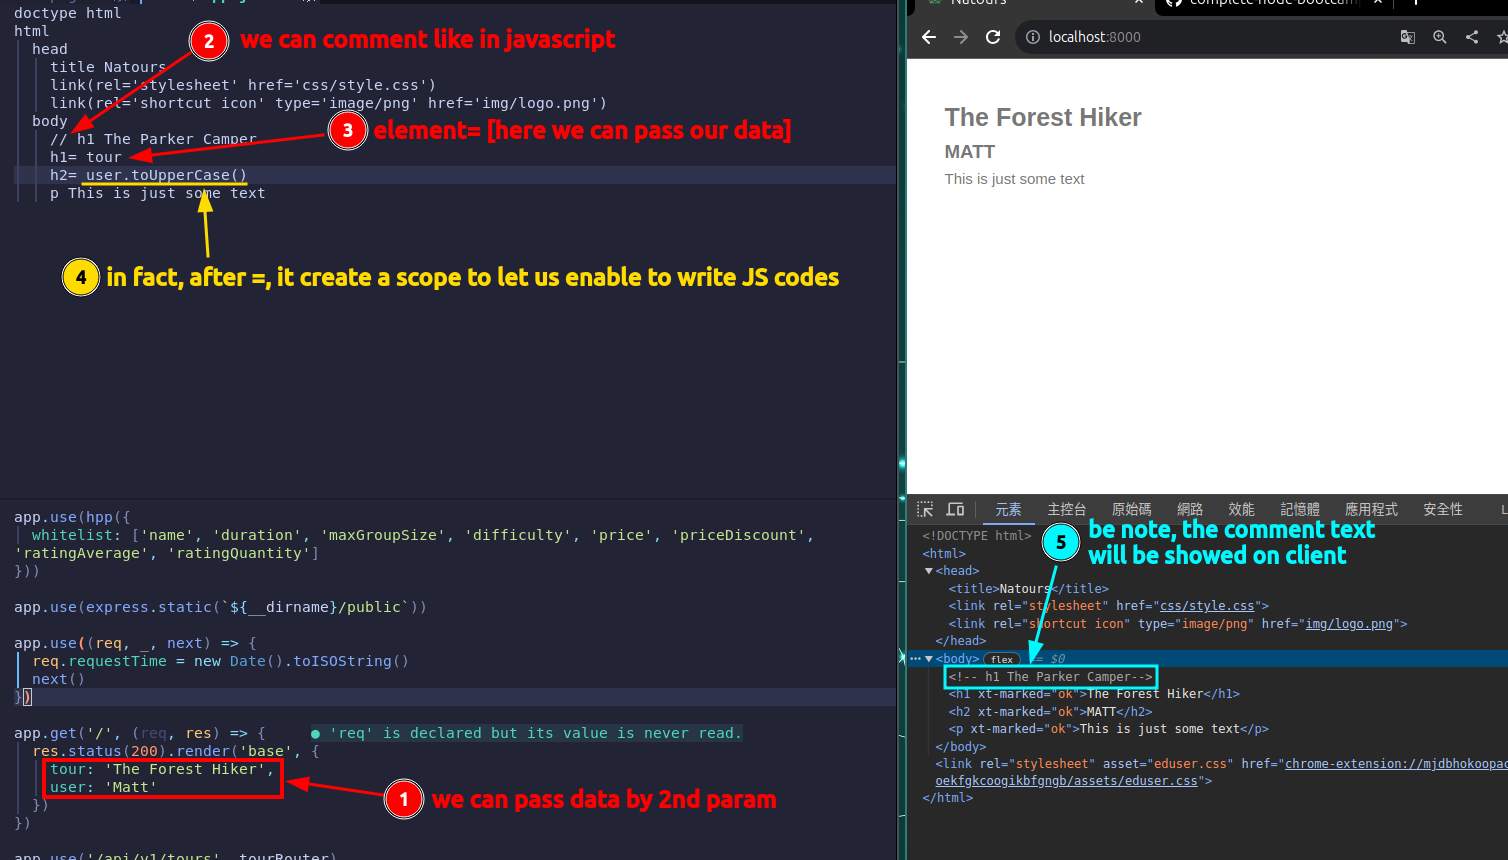 doctype html
html
head
title Natours
link(rel='stylesheet' href='css/style.css')
link(rel='shortcut icon' type='image/png' href='img/logo.png')
body
// h1 The Parker Camper
h1= tour
h2= user.toUpperCase()
p This is just some text
2 we can comment like in javascript
3 element= [here we can pass our data]
4 in fact, after =, it create a scope to let us enable to write JS codes
app.use(hpp({
whitelist: ['name', 'duration', 'maxGroupSize', 'difficulty', 'price', 'priceDiscount',
'ratingAverage', 'ratingQuantity']
}))
app.use(express.static(`${__dirname}/public`))
app.use((req, _, next) => {
req.requestTime = new Date().toISOString()
next()
})
app.get('/', (req, res) => { ● 'req' is declared but its value is never read.
res.status(200).render('base', {
tour: 'The Forest Hiker',
user: 'Matt'
})
})
app.use('/api/v1/tours', tourRouter)
1 we can pass data by 2nd param
Natours
complete-node-bootcamp
localhost:8000
The Forest Hiker
MATT
This is just some text
元素 主控台 原始碼 網路 效能 記憶體 應用程式 安全性 L
5 be note, the comment text
will be showed on client
<!DOCTYPE html>
<html>
▼<head>
<title>Natours</title>
<link rel="stylesheet" href="css/style.css">
<link rel="shortcut icon" type="image/png" href="img/logo.png">
</head>
••• ▼<body> flex == $0
<!-- h1 The Parker Camper-->
<h1 xt-marked="ok">The Forest Hiker</h1>
<h2 xt-marked="ok">MATT</h2>
<p xt-marked="ok">This is just some text</p>
</body>
<link rel="stylesheet" asset="eduser.css" href="chrome-extension://mjdbhokoopac
oekfgkcoogikbfgngb/assets/eduser.css">
</html>